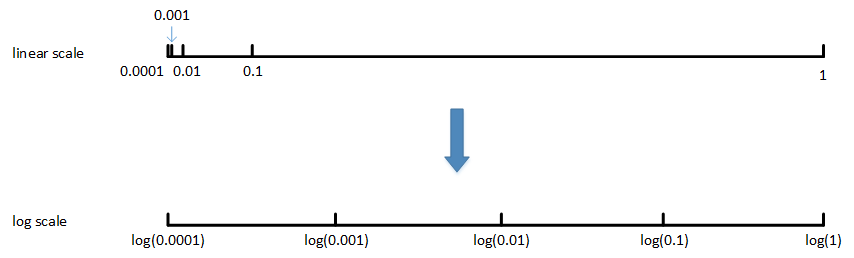 0.001
linear scale
0.0001 0.01 0.1 1
log scale
log(0.0001) log(0.001) log(0.01) log(0.1) log(1)